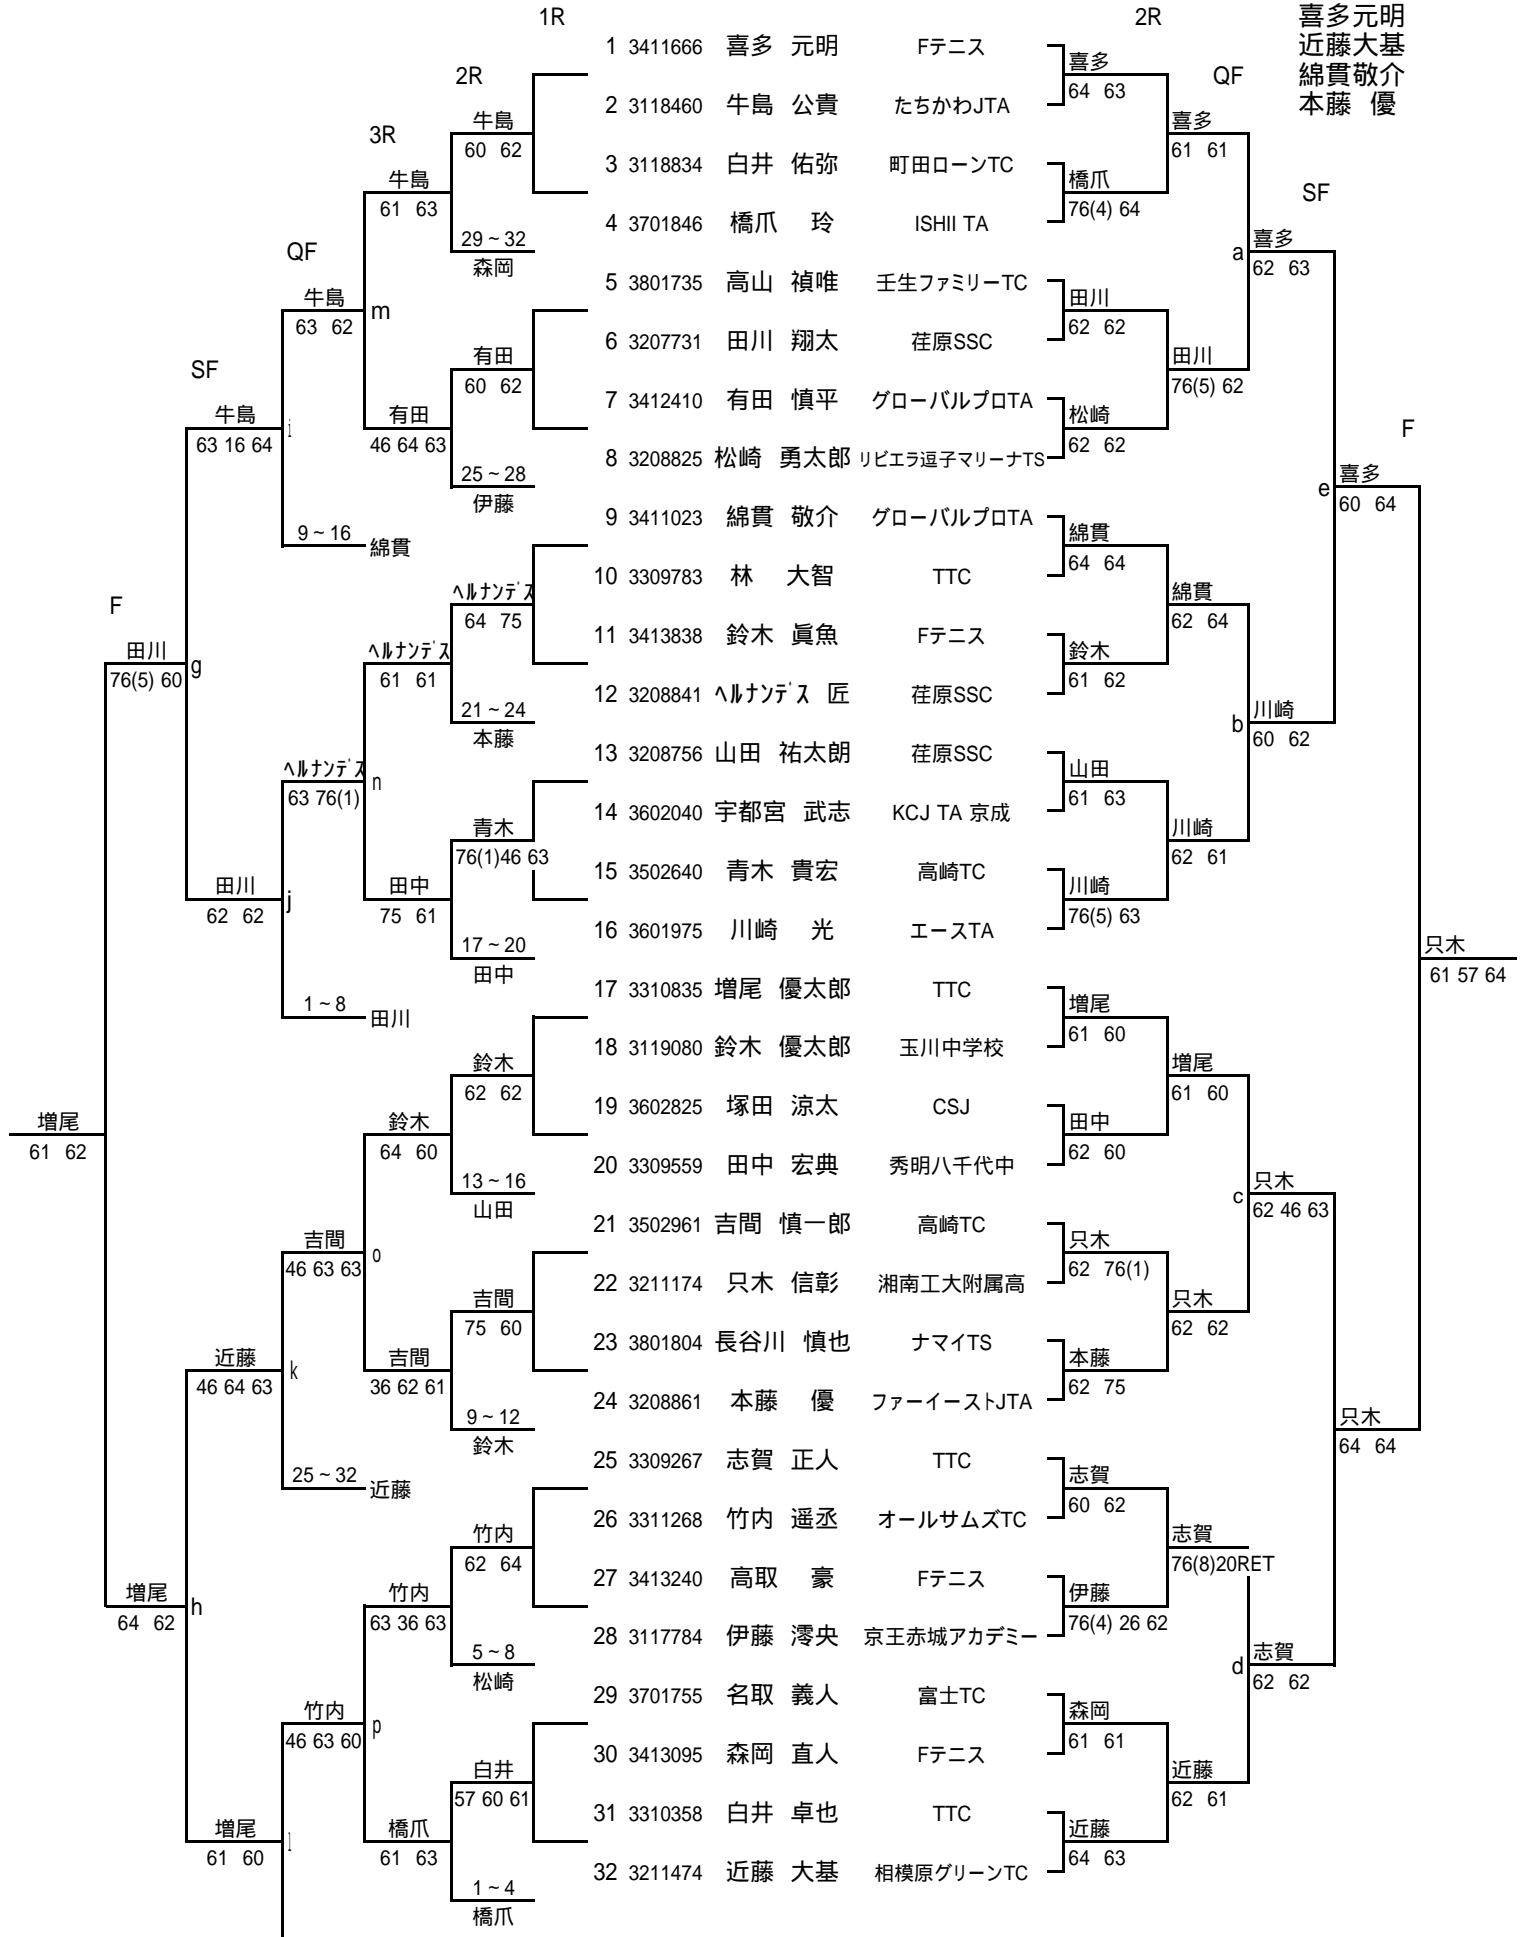 1R
2R
喜多元明
1 3411666 喜多 元明 Fテニス
近藤大基
喜多
2R
QF
綿貫敬介
64 63
牛島
2 3118460 牛島 公貴 たちかわJTA
本藤 優
3R
60 62
喜多
61 61
牛島
3 3118834 白井 佑弥 町田ローンTC
橋爪
SF
61 63
76(4) 64
4 3701846 橋爪 玲 ISHII TA
QF
29~32
a
喜多
森岡
62 63
5 3801735 高山 禎唯 壬生ファミリーTC
牛島
m
田川
63 62
62 62
有田
6 3207731 田川 翔太 荏原SSC
SF
60 62
田川
76(5) 62
牛島
i
有田
7 3412410 有田 慎平 グローバルプロTA
松崎
F
63 16 64
46 64 63
62 62
8 3208825 松崎 勇太郎 リビエラ逗子マリーナTS
25~28
e
喜多
伊藤
60 64
9 3411023 綿貫 敬介 グローバルプロTA
9~16
綿貫
綿貫
64 64
F
ヘルナンデス
10 3309783 林 大智 TTC
綿貫
64 75
62 64
田川
g
ヘルナンデス
11 3413838 鈴木 眞魚 Fテニス
鈴木
76(5) 60
61 61
61 62
12 3208841 ヘルナンデス 匠 荏原SSC
21~24
b
川崎
本藤
60 62
13 3208756 山田 祐太朗 荏原SSC
ヘルナンデス
n
山田
63 76(1)
61 63
青木
14 3602040 宇都宮 武志 KCJ TA 京成
川崎
76(1)46 63
62 61
田川
j
田中
15 3502640 青木 貴宏 高崎TC
川崎
62 62
75 61
76(5) 63
16 3601975 川崎 光 エースTA
17~20
只木
田中
61 57 64
17 3310835 増尾 優太郎 TTC
1~8
田川
増尾
61 60
鈴木
18 3119080 鈴木 優太郎 玉川中学校
増尾
62 62
61 60
増尾
鈴木
19 3602825 塚田 涼太 CSJ
田中
61 62
64 60
62 60
20 3309559 田中 宏典 秀明八千代中
13~16
c
只木
山田
62 46 63
21 3502961 吉間 慎一郎 高崎TC
吉間
o
只木
46 63 63
62 76(1)
吉間
22 3211174 只木 信彰 湘南工大附属高
只木
75 60
62 62
近藤
k
吉間
23 3801804 長谷川 慎也 ナマイTS
本藤
46 64 63
36 62 61
62 75
24 3208861 本藤 優 ファーイーストJTA
9~12
只木
鈴木
64 64
25 3309267 志賀 正人 TTC
25~32
近藤
志賀
60 62
竹内
26 3311268 竹内 遥丞 オールサムズTC
志賀
62 64
76(8)20RET
増尾
h
竹内
27 3413240 高取 豪 Fテニス
伊藤
64 62
63 36 63
76(4) 26 62
28 3117784 伊藤 澪央 京王赤城アカデミー
5~8
d
志賀
松崎
62 62
29 3701755 名取 義人 富士TC
竹内
p
森岡
46 63 60
61 61
白井
30 3413095 森岡 直人 Fテニス
近藤
57 60 61
62 61
増尾
l
橋爪
31 3310358 白井 卓也 TTC
近藤
61 60
61 63
64 63
32 3211474 近藤 大基 相模原グリーンTC
1~4
橋爪